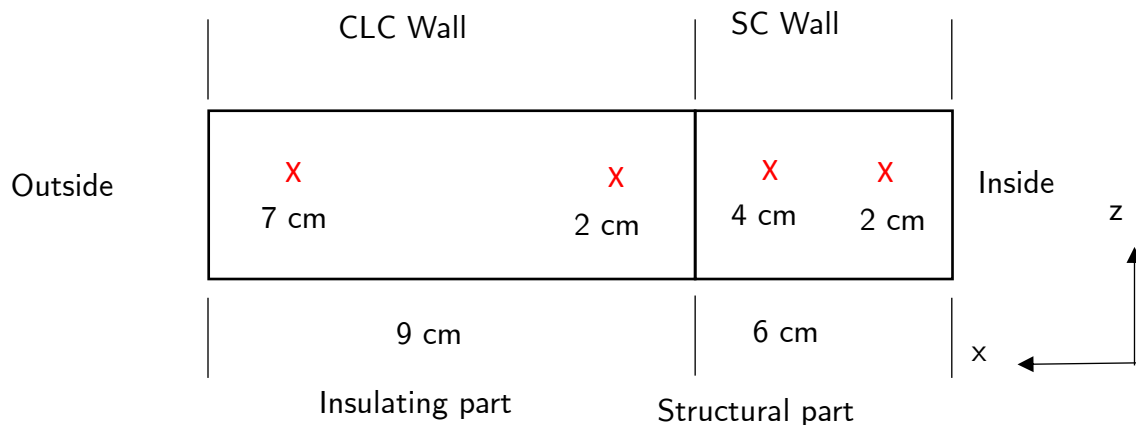 CLC Wall
SC Wall
Outside
X
X
X
X
Inside
7 cm
2 cm
4 cm
2 cm
z
9 cm
6 cm
x
Insulating part
Structural part